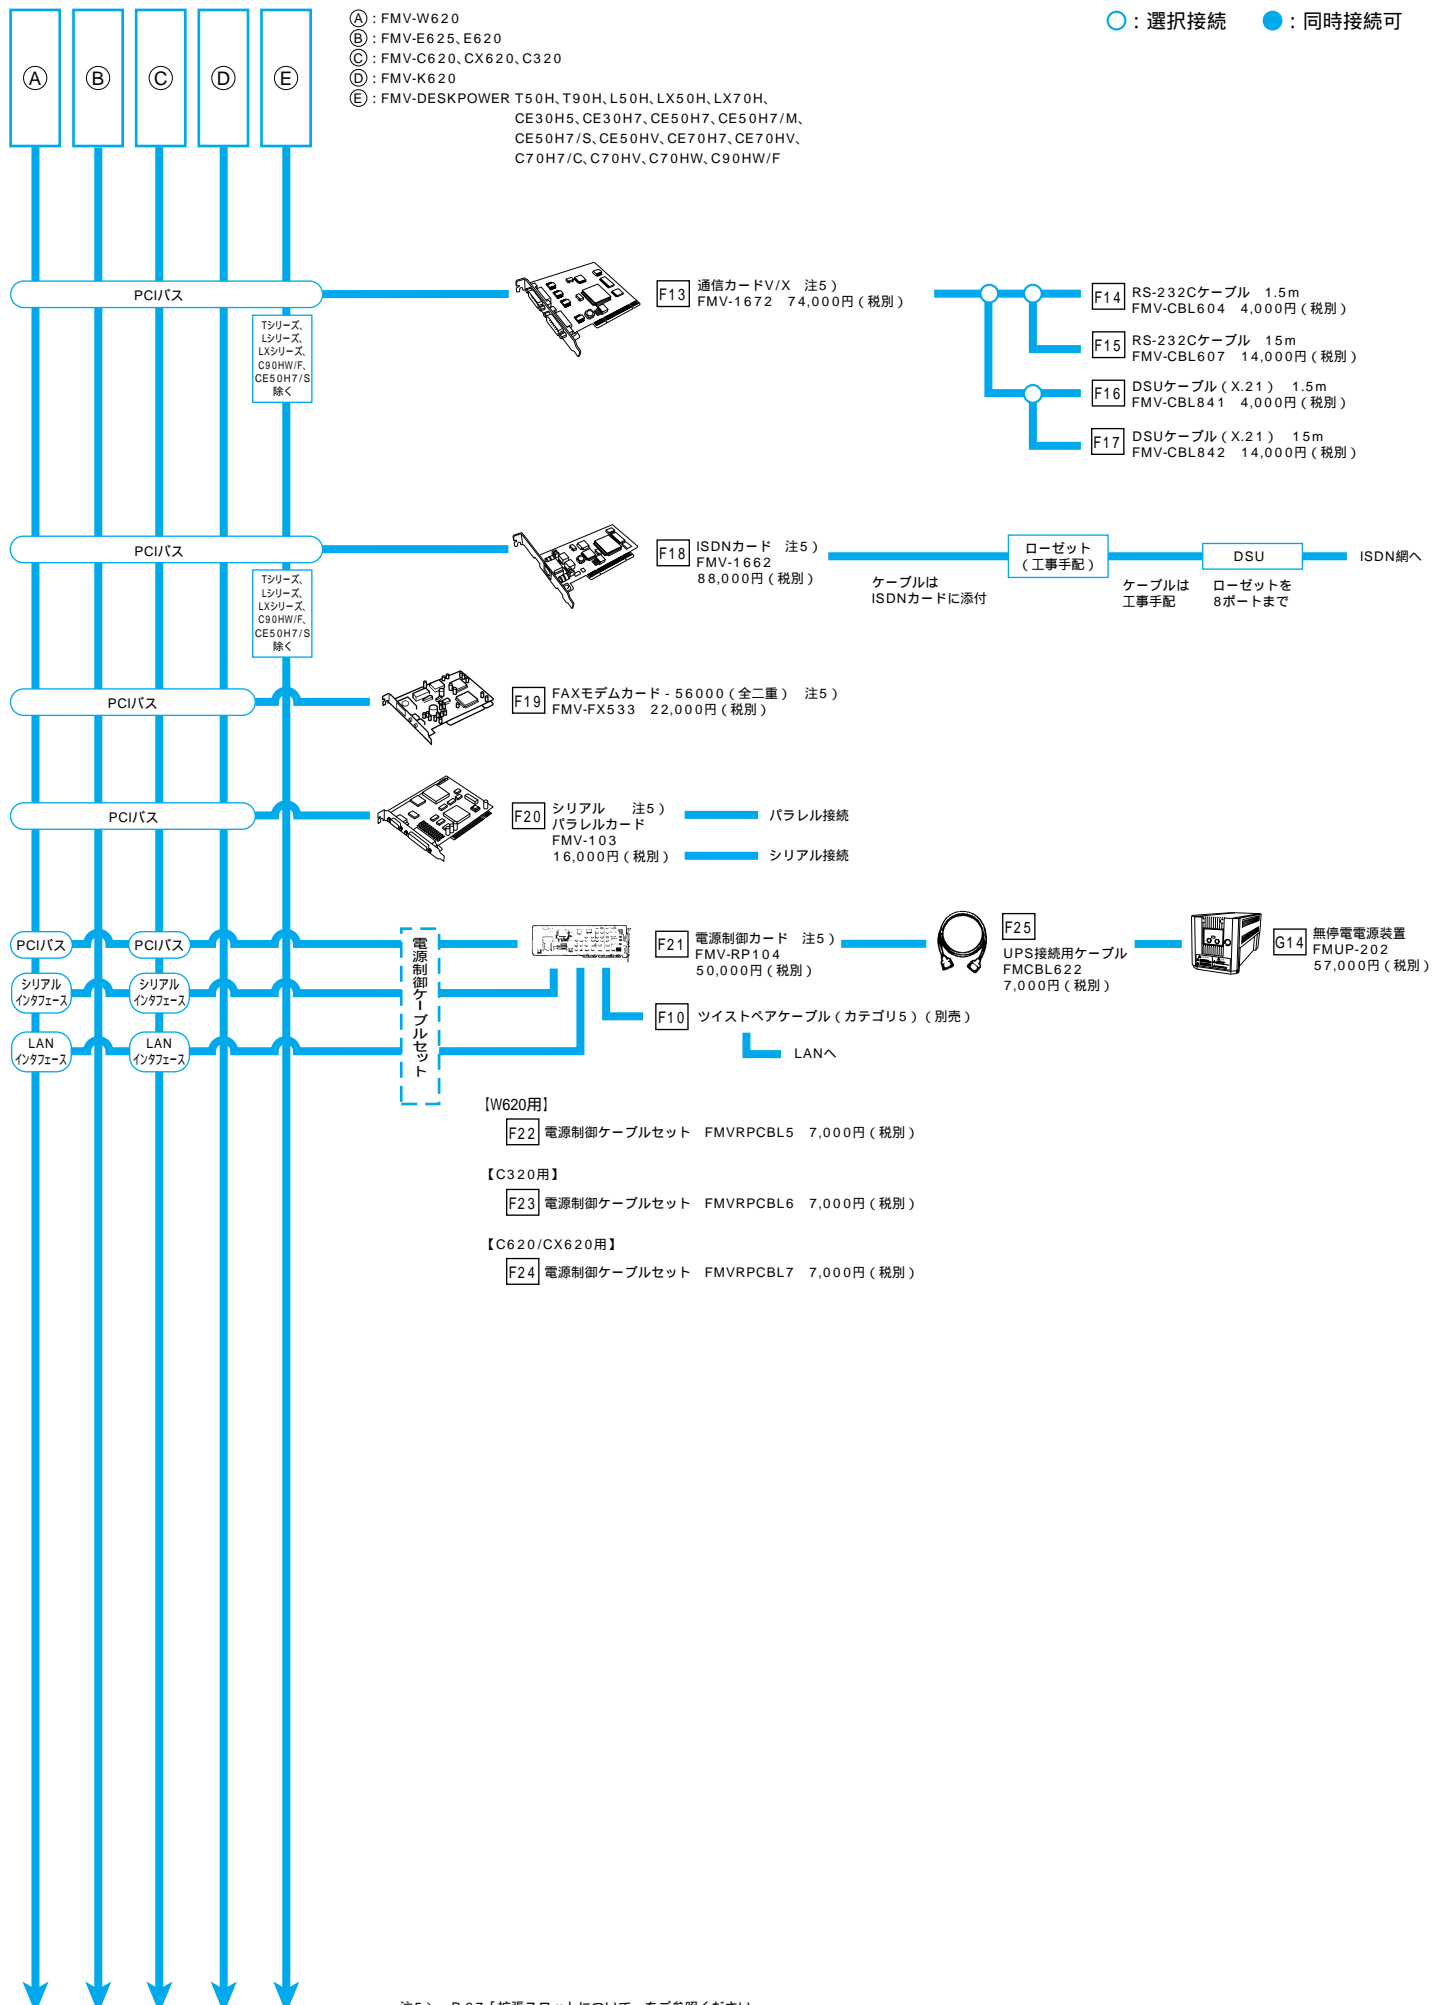 A
B
C
D
E
A : FMV-W620
B : FMV-E625、E620
C : FMV-C620、CX620、C320
D : FMV-K620
E : FMV-DESKPOWER T50H、T90H、L50H、LX50H、LX70H、
CE30H5、CE30H7、CE50H7、CE50H7/M、
CE50H7/S、CE50HV、CE70H7、CE70HV、
C70H7/C、C70HV、C70HW、C90HW/F
○ : 選択接続 ● : 同時接続可
PCIバス
Tシリーズ、
Lシリーズ、
LXシリーズ、
C90HW/F、
CE50H7/S
除く
F13 通信カードV/X 注5)
FMV-1672 74,000円(税別)
F14 RS-232Cケーブル 1.5m
FMV-CBL604 4,000円(税別)
F15 RS-232Cケーブル 15m
FMV-CBL607 14,000円(税別)
F16 DSUケーブル(X.21) 1.5m
FMV-CBL841 4,000円(税別)
F17 DSUケーブル(X.21) 15m
FMV-CBL842 14,000円(税別)
PCIバス
Tシリーズ、
Lシリーズ、
LXシリーズ、
C90HW/F、
CE50H7/S
除く
F18 ISDNカード 注5)
FMV-1662
88,000円(税別)
ケーブルは
ISDNカードに添付
ローゼット
(工事手配)
ケーブルは
工事手配
DSU
ローゼットを
8ポートまで
ISDN網へ
PCIバス
F19 FAXモデムカード - 56000(全二重) 注5)
FMV-FX533 22,000円(税別)
PCIバス
F20 シリアル 注5)
パラレルカード
FMV-103
16,000円(税別)
パラレル接続
シリアル接続
PCIバス
PCIバス
シリアル
インタフェース
シリアル
インタフェース
LAN
インタフェース
LAN
インタフェース
電源制御ケーブルセット
F21 電源制御カード 注5)
FMV-RP104
50,000円(税別)
F25
UPS接続用ケーブル
FMCBL622
7,000円(税別)
G14 無停電電源装置
FMUP-202
57,000円(税別)
F10 ツイストペアケーブル(カテゴリ5)(別売)
LANへ
【W620用】
F22 電源制御ケーブルセット FMVRPCBL5 7,000円(税別)
【C320用】
F23 電源制御ケーブルセット FMVRPCBL6 7,000円(税別)
【C620/CX620用】
F24 電源制御ケーブルセット FMVRPCBL7 7,000円(税別)